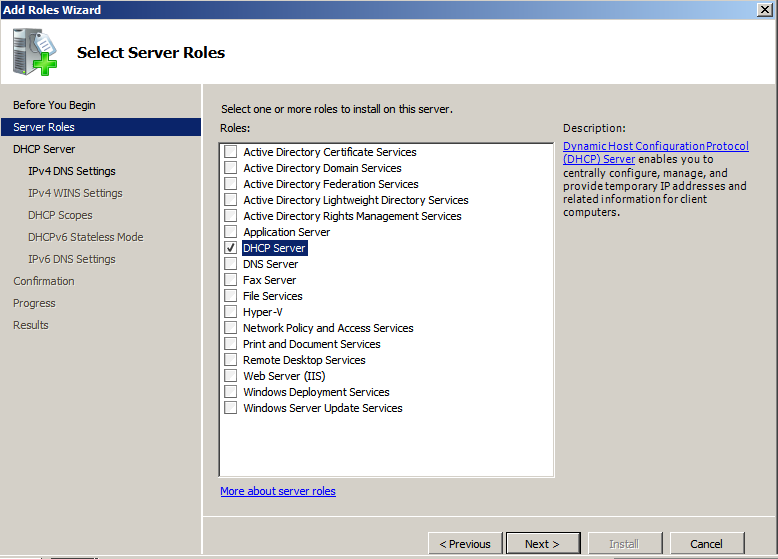 Add Roles Wizard
Select Server Roles
Before You Begin
Server Roles
DHCP Server
IPv4 DNS Settings
IPv4 WINS Settings
DHCP Scopes
DHCPv6 Stateless Mode
IPv6 DNS Settings
Confirmation
Progress
Results
Select one or more roles to install on this server.
Roles:
Active Directory Certificate Services
Active Directory Domain Services
Active Directory Federation Services
Active Directory Lightweight Directory Services
Active Directory Rights Management Services
Application Server
DHCP Server
DNS Server
Fax Server
File Services
Hyper-V
Network Policy and Access Services
Print and Document Services
Remote Desktop Services
Web Server (IIS)
Windows Deployment Services
Windows Server Update Services
More about server roles
Description:
Dynamic Host Configuration Protocol
(DHCP) Server enables you to
centrally configure, manage, and
provide temporary IP addresses and
related information for client
computers.
< Previous
Next >
Install
Cancel